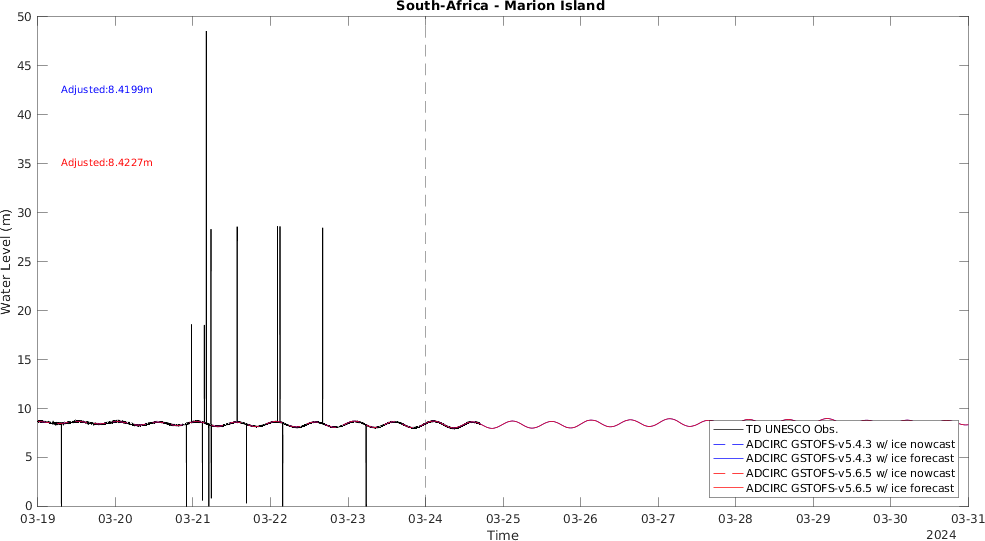 South-Africa - Marion Island
50
45
40
35
30
25
20
15
10
5
0
Water Level (m)
Adjusted:8.4199m
Adjusted:8.4227m
TD UNESCO Obs.
ADCIRC GSTOFS-v5.4.3 w/ ice nowcast
ADCIRC GSTOFS-v5.4.3 w/ ice forecast
ADCIRC GSTOFS-v5.6.5 w/ ice nowcast
ADCIRC GSTOFS-v5.6.5 w/ ice forecast
03-19 03-20 03-21 03-22 03-23 03-24 03-25 03-26 03-27 03-28 03-29 03-30 03-31
Time
2024